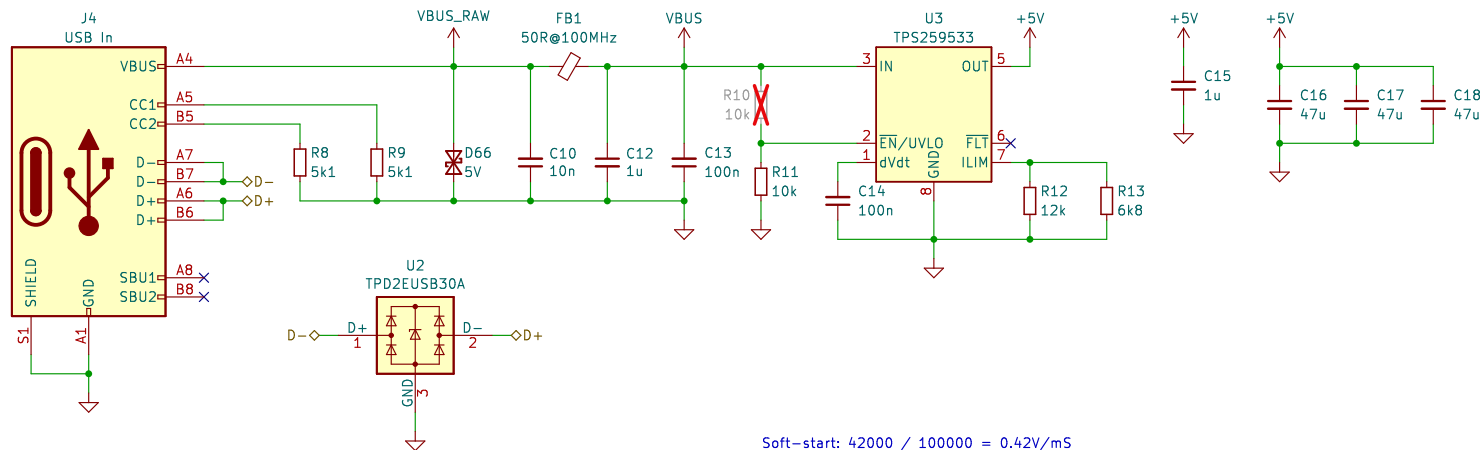 J4
USB In
VBUS
A4
CC1
A5
CC2
B5
D-
A7
D-
B7
D+
A6
D+
B6
SBU1
A8
SBU2
B8
SHIELD
GND
S1
A1
D-
D+
R8
5k1
R9
5k1
VBUS_RAW
D66
5V
C10
10n
FB1
50R@100MHz
C12
1u
VBUS
C13
100n
R10
10k
R11
10k
U3
TPS259533
3
IN
OUT
5
2
EN/UVLO
FLT
6
1
dVdt
ILIM
7
GND
8
C14
100n
+5V
R12
12k
R13
6k8
+5V
C15
1u
+5V
C16
47u
C17
47u
C18
47u
U2
TPD2EUSB30A
D-
D+
1
D-
2
D+
GND
3
Soft-start: 42000 / 100000 = 0.42V/mS